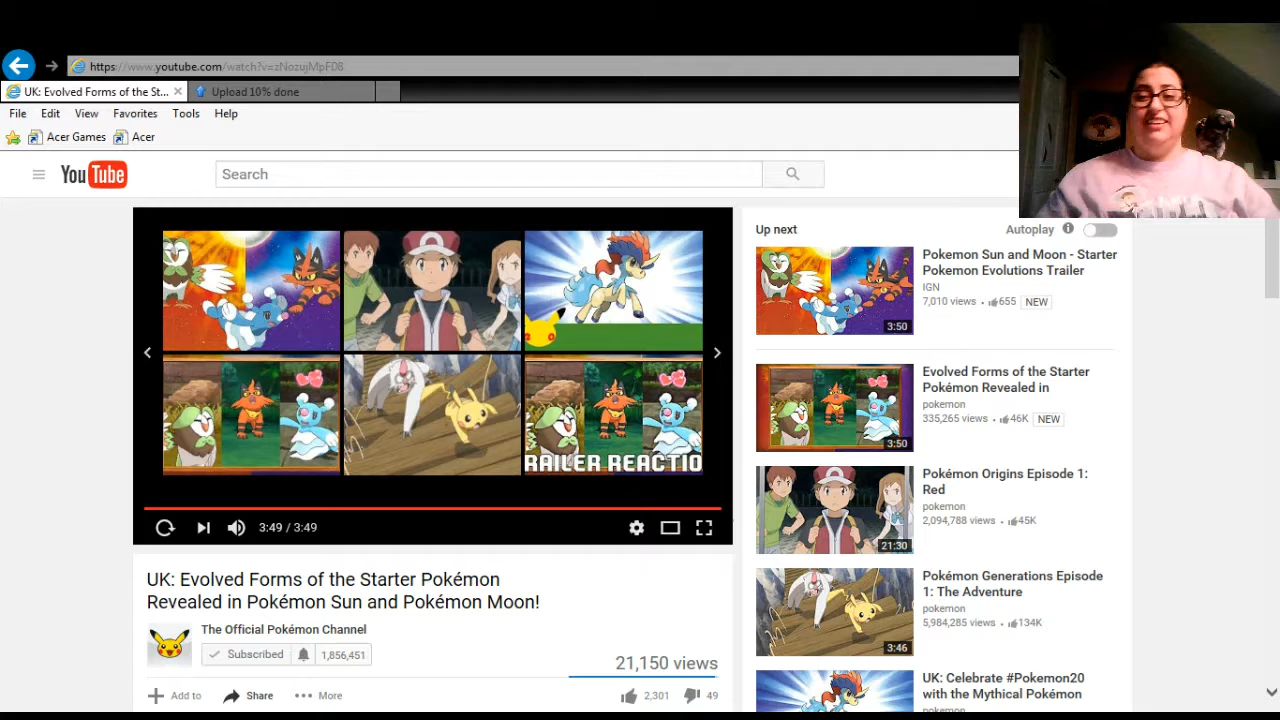 https://www.youtube.com/watch?v=zNozujMpF08
UK: Evolved Forms of the St...
Upload 10% done
File Edit View Favorites Tools Help
Acer Games Acer
YouTube
Search
RAILER REACTIO
3:49 / 3:49
UK: Evolved Forms of the Starter Pokémon
Revealed in Pokémon Sun and Pokémon Moon!
The Official Pokémon Channel
Subscribed 1,856,451
21,150 views
Add to Share More 2,301 49
Up next Autoplay
Pokemon Sun and Moon - Starter
Pokemon Evolutions Trailer
IGN
7,010 views • 655 NEW
3:50
Evolved Forms of the Starter
Pokémon Revealed in
pokemon
335,265 views • 46K NEW
3:50
Pokémon Origins Episode 1:
Red
pokemon
2,094,788 views • 45K
21:30
Pokémon Generations Episode
1: The Adventure
pokemon
5,984,285 views • 134K
3:46
UK: Celebrate #Pokemon20
with the Mythical Pokémon
pokemon